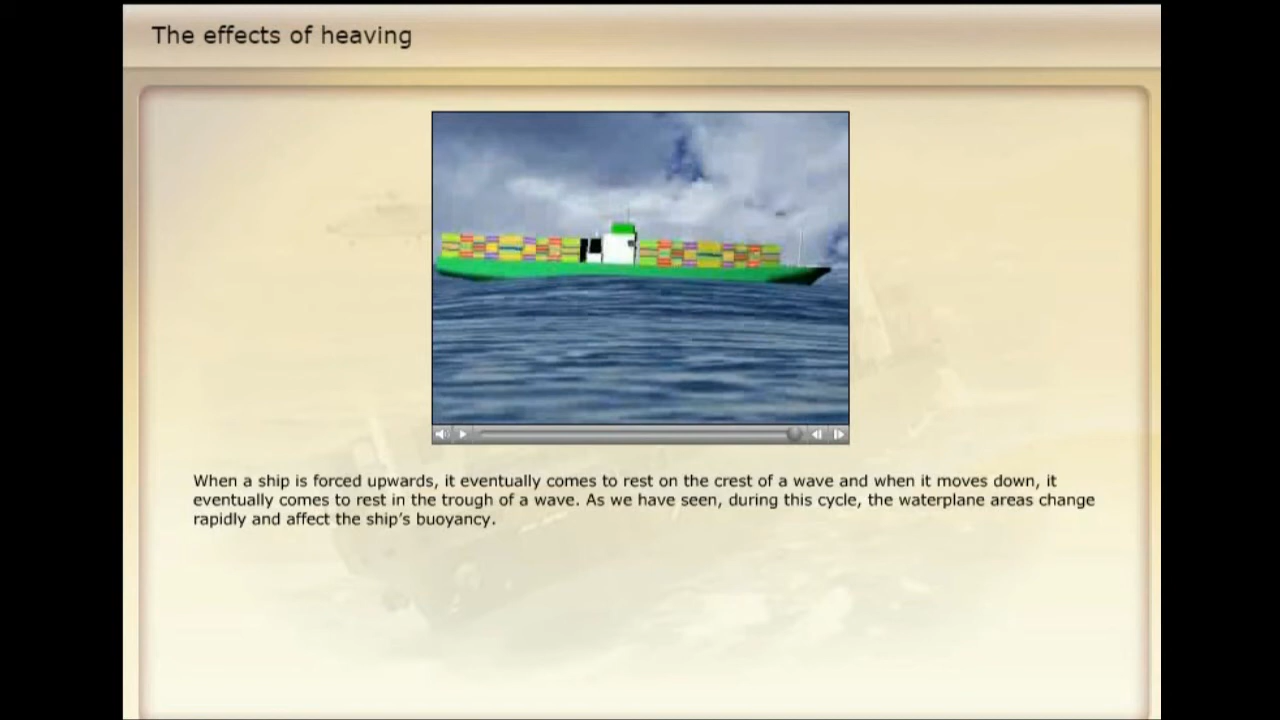 The effects of heaving
When a ship is forced upwards, it eventually comes to rest on the crest of a wave and when it moves down, it
eventually comes to rest in the trough of a wave. As we have seen, during this cycle, the waterplane areas change
rapidly and affect the ship’s buoyancy.